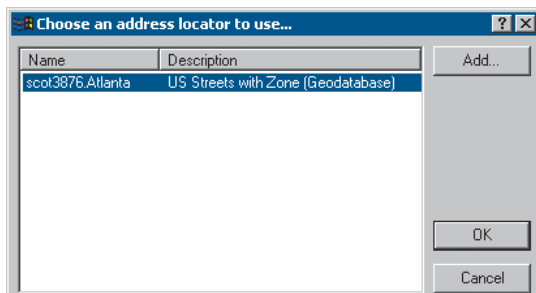 Choose an address locator to use...
Name Description Add...
scot3876.Atlanta US Streets with Zone (Geodatabase)
OK
Cancel